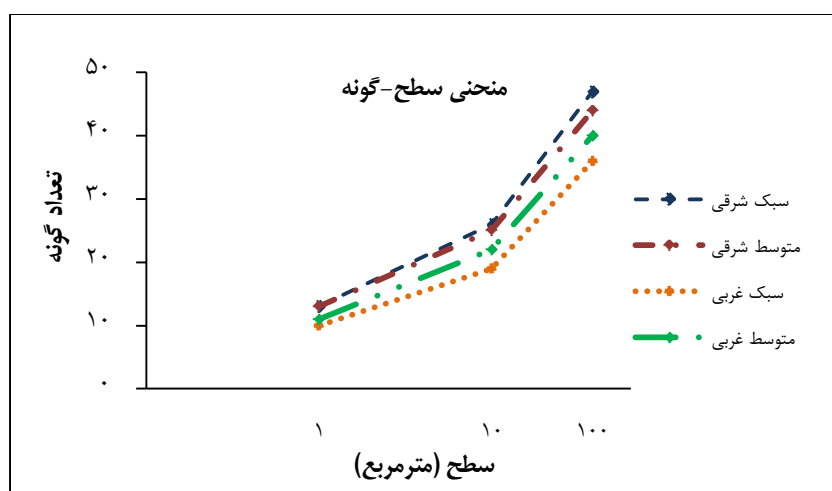 منحنی سطح-گونه
تعداد گونه
۵۰
۴۰
۳۰
۲۰
۱۰
۰
۱
۱۰
۱۰۰
سطح (مترمربع)
سبک شرقی
متوسط شرقی
سبک غربی
متوسط غربی